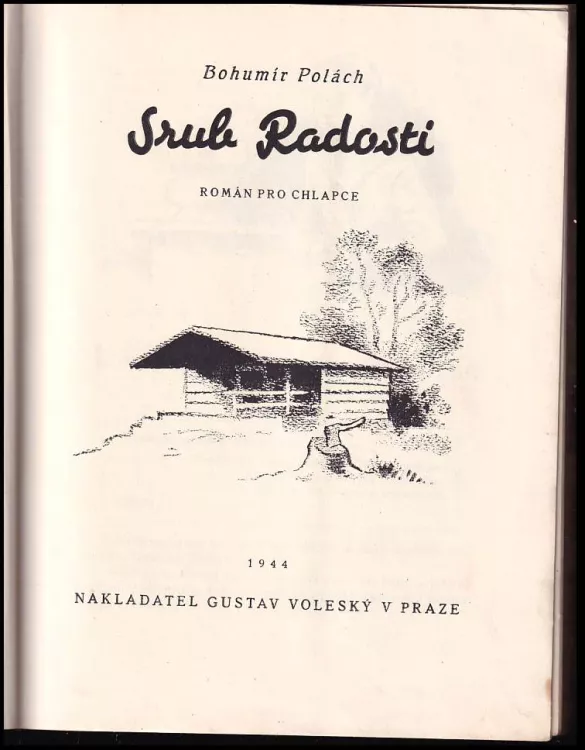 Bohumír Polách
Srub Radosti
ROMÁN PRO CHLAPCE
1944
NAKLADATEL GUSTAV VOLESKÝ V PRAZE